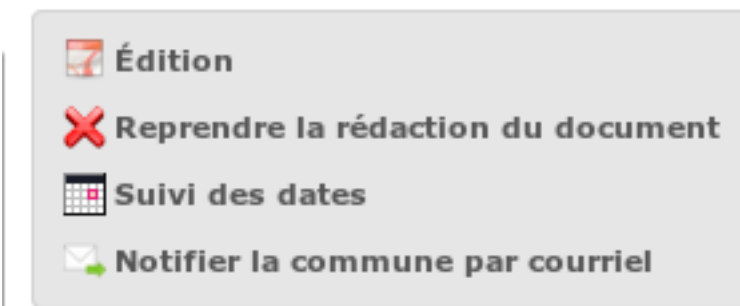 Édition
Reprendre la rédaction du document
Suivi des dates
Notifier la commune par courriel